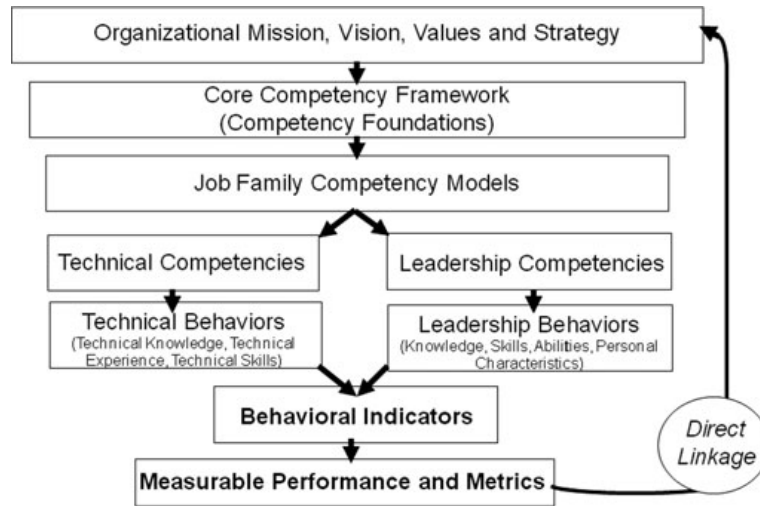 Organizational Mission, Vision, Values and Strategy
Core Competency Framework
(Competency Foundations)
Job Family Competency Models
Technical Competencies
Leadership Competencies
Technical Behaviors
(Technical Knowledge, Technical
Experience, Technical Skills)
Leadership Behaviors
(Knowledge, Skills, Abilities, Personal
Characteristics)
Behavioral Indicators
Direct
Linkage
Measurable Performance and Metrics